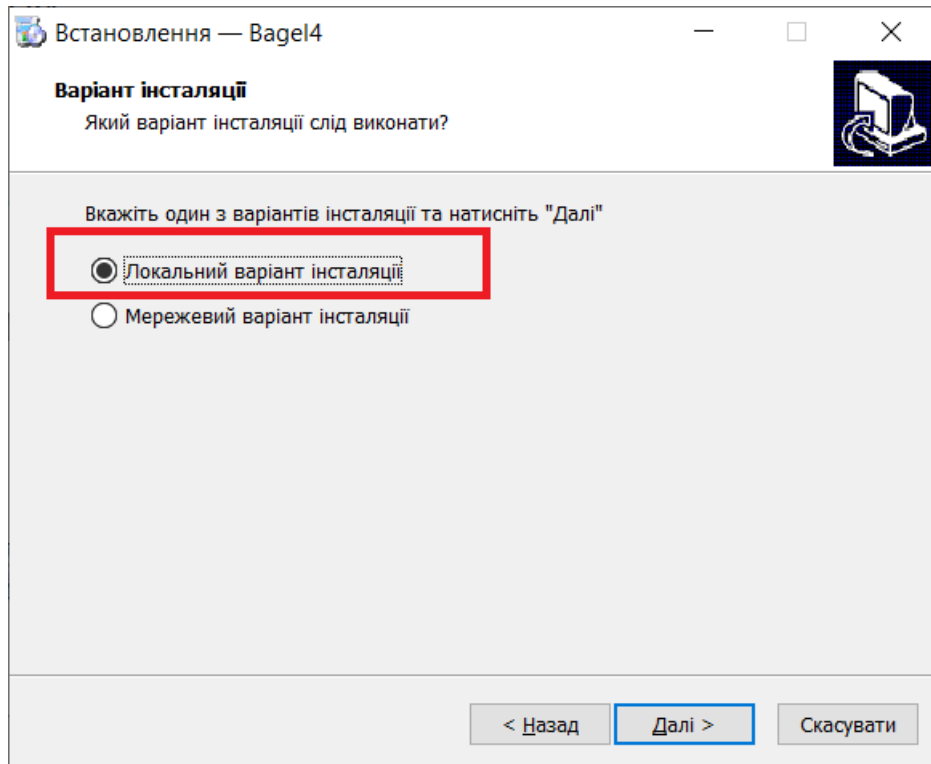 Встановлення — Bagel4
Варіант інсталяції
Який варіант інсталяції слід виконати?
Вкажіть один з варіантів інсталяції та натисніть "Далі"
Локальний варіант інсталяції
Мережевий варіант інсталяції
< Назад Далі > Скасувати